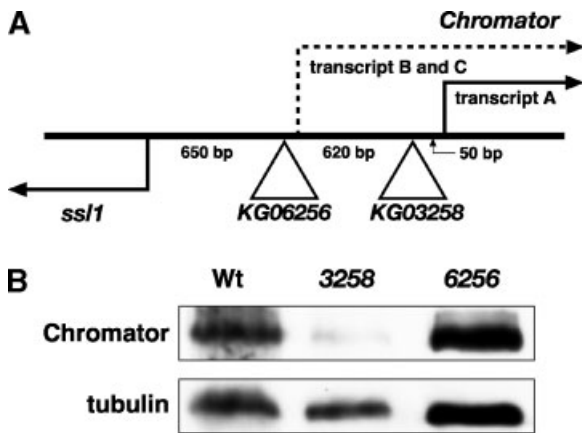 A
Chromator
transcript B and C
transcript A
650 bp
620 bp
50 bp
ssl1
KG06256
KG03258
B
Wt 3258 6256
Chromator
tubulin